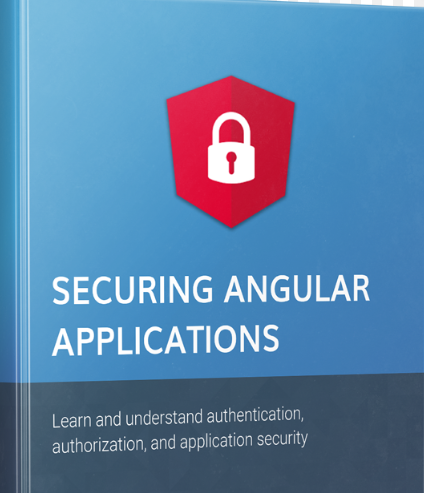 SECURING ANGULAR
APPLICATIONS
Learn and understand authentication,
authorization, and application security